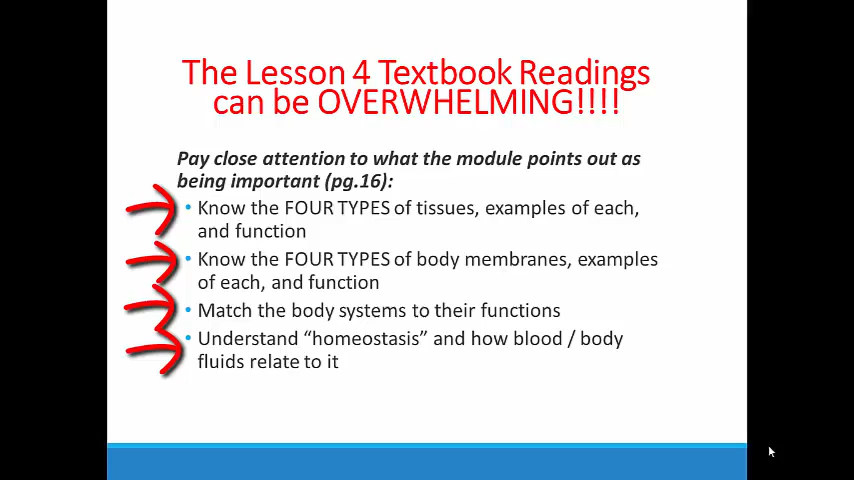 The Lesson 4 Textbook Readings
can be OVERWHELMING!!!!
Pay close attention to what the module points out as
being important (pg.16):
• Know the FOUR TYPES of tissues, examples of each,
and function
• Know the FOUR TYPES of body membranes, examples
of each, and function
• Match the body systems to their functions
• Understand “homeostasis” and how blood / body
fluids relate to it